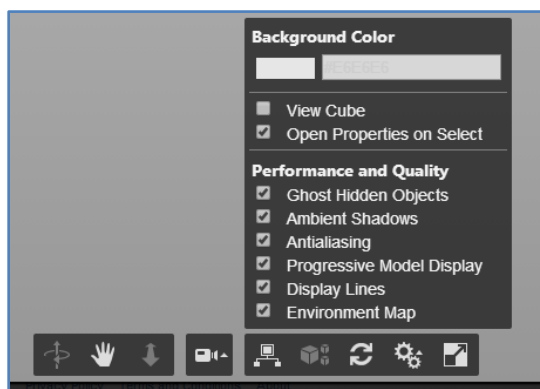 Background Color
#E6E6E6
View Cube
Open Properties on Select
Performance and Quality
Ghost Hidden Objects
Ambient Shadows
Antialiasing
Progressive Model Display
Display Lines
Environment Map